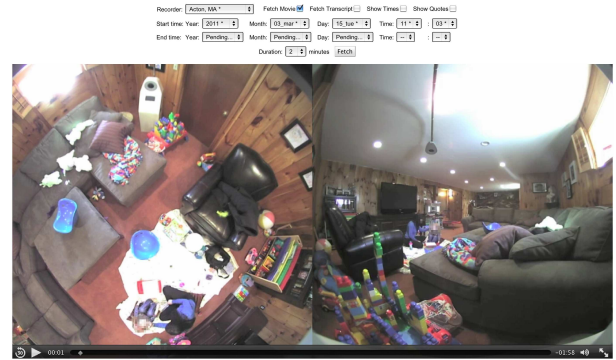 Recorder: Acton, MA * Fetch Movie Fetch Transcript Show Times Show Quotes
Start time: Year: 2011 * Month: 03_mar * Day: 15_tue * Time: 11 * : 03 *
End time: Year: Pending... Month: Pending... Day: Pending... Time: -- : --
Duration: 2 minutes Fetch
30 00:01 -01:58